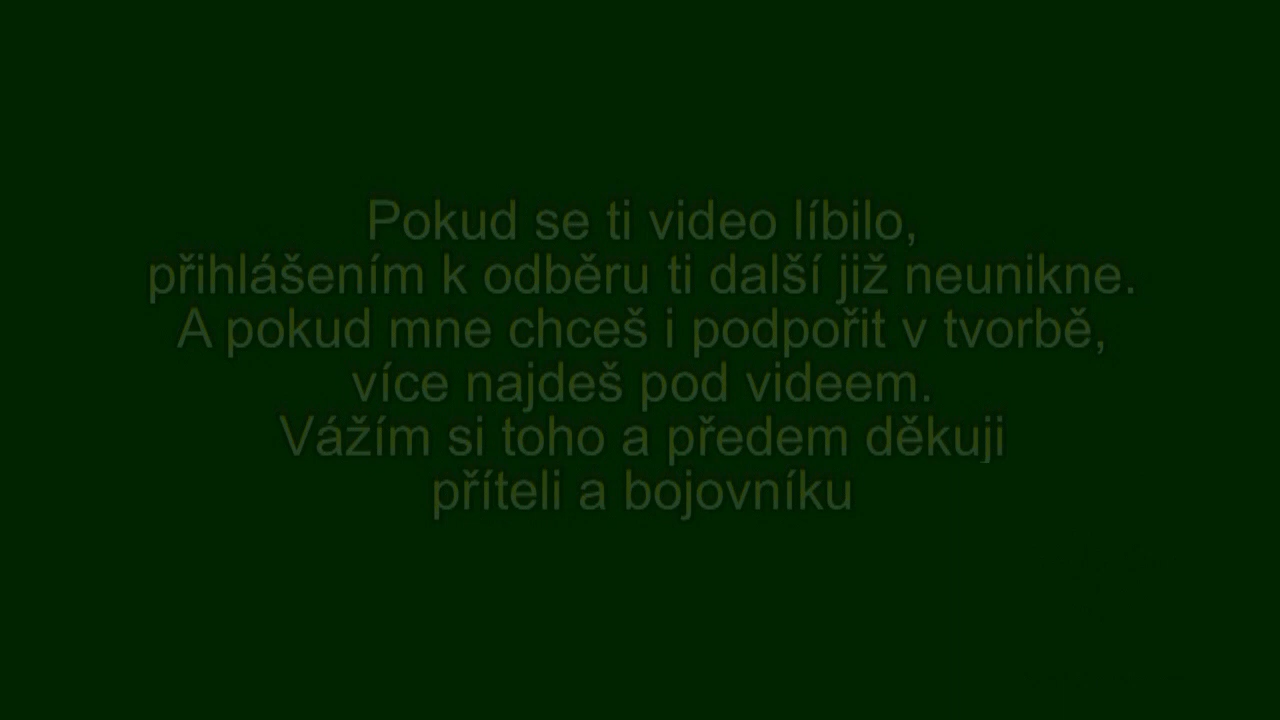 Pokud se ti video líbilo,
přihlášením k odběru ti další již neunikne.
A pokud mne chceš i podpořit v tvorbě,
více najdeš pod videem.
Vážím si toho a předem děkuji
příteli a bojovníku